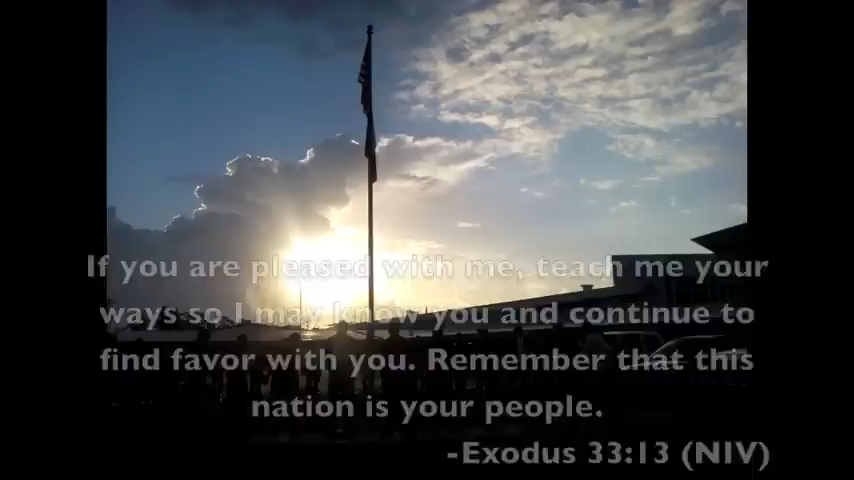 If you are pleased with me, teach me your
ways so I may know you and continue to
find favor with you. Remember that this
nation is your people.
-Exodus 33:13 (NIV)